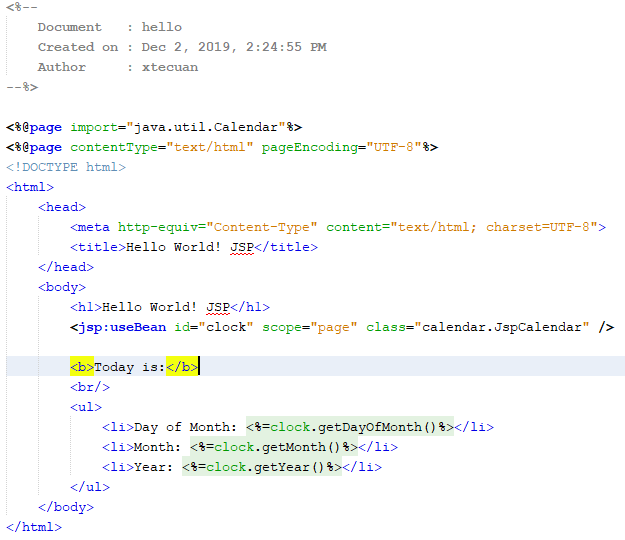 <%--
    Document   : hello
    Created on : Dec 2, 2019, 2:24:55 PM
    Author     : xtecuan
--%>

<%@page import="java.util.Calendar"%>
<%@page contentType="text/html" pageEncoding="UTF-8"%>
<!DOCTYPE html>
<html>
    <head>
        <meta http-equiv="Content-Type" content="text/html; charset=UTF-8">
        <title>Hello World! JSP</title>
    </head>
    <body>
        <h1>Hello World! JSP</h1>
        <jsp:useBean id="clock" scope="page" class="calendar.JspCalendar" />

        <b>Today is:</b>
        <br/>
        <ul>
            <li>Day of Month: <%=clock.getDayOfMonth()%></li>
            <li>Month: <%=clock.getMonth()%></li>
            <li>Year: <%=clock.getYear()%></li>
        </ul>
    </body>
</html>